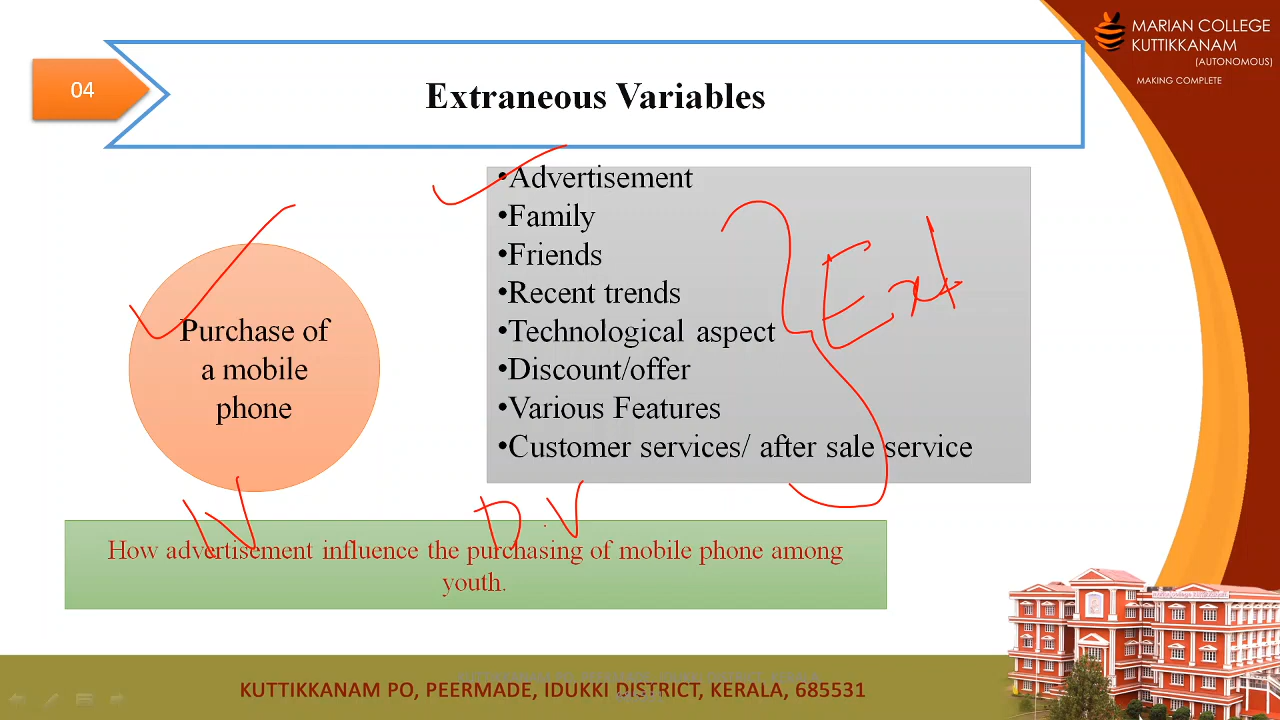 MARIAN COLLEGE
KUTTIKKANAM
(AUTONOMOUS)
MAKING COMPLETE
04
Extraneous Variables
•Advertisement
•Family
•Friends
•Recent trends
•Technological aspect
•Discount/offer
•Various Features
•Customer services/ after sale service
Ext
Purchase of
a mobile
phone
IV
DV
How advertisement influence the purchasing of mobile phone among
youth.
KUTTIKKANAM PO, PEERMADE, IDUKKI DISTRICT, KERALA, 685531